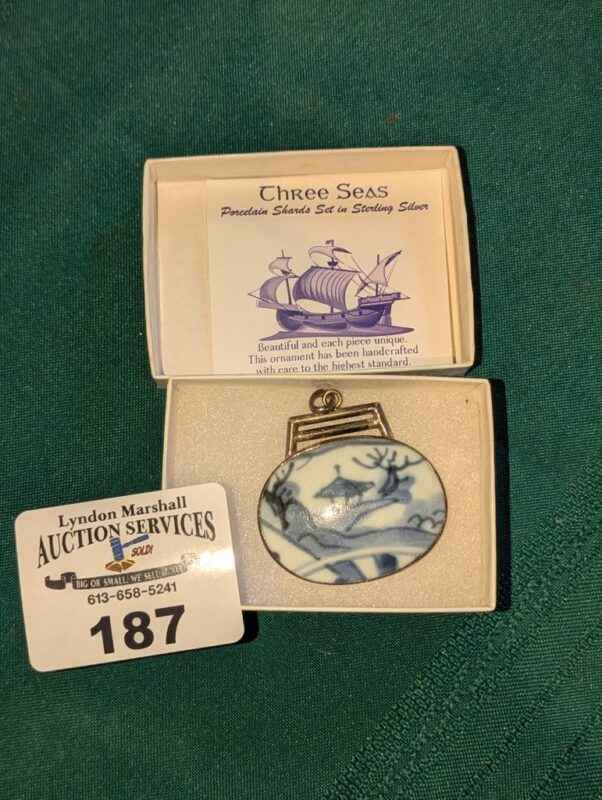 Three Seas
Porcelain Shards Set in Sterling Silver
Beautiful and each piece unique.
This ornament has been handcrafted
with care to the highest standard.
Lyndon Marshall
AUCTION SERVICES
SOLD!
BIG OR SMALL, WE SELL IT
613-658-5241
187